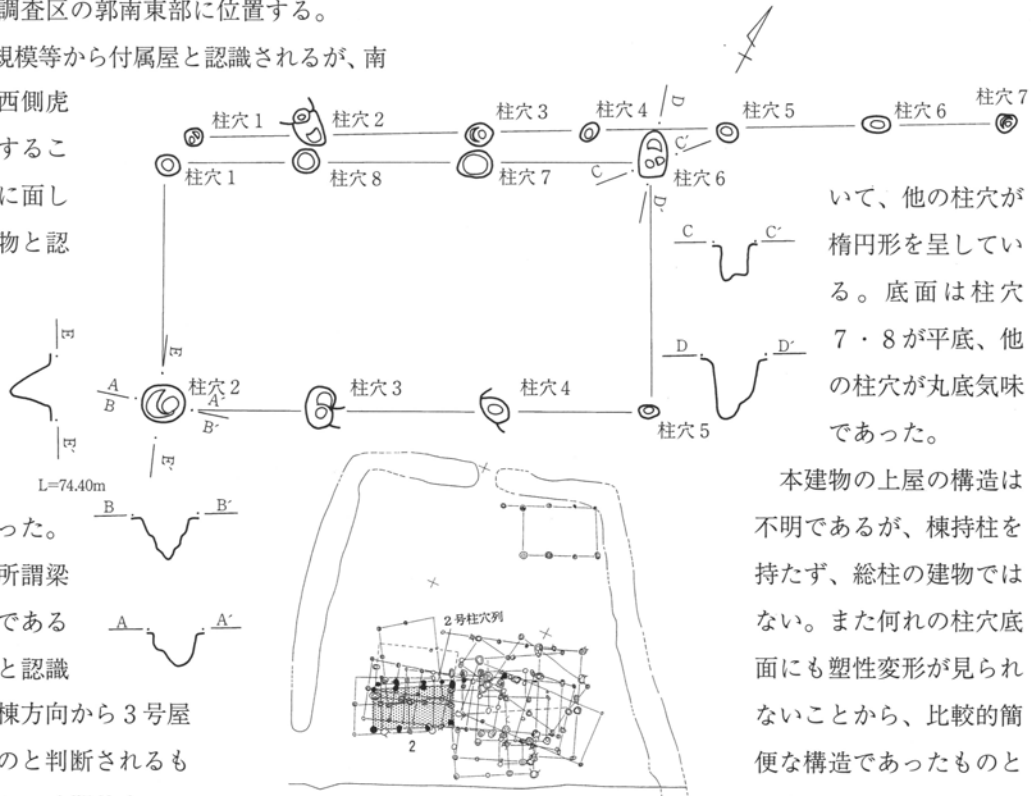 調査区の郭南東部に位置する。
規模等から付属屋と認識されるが、南
西側虎
するこ
に面し
物と認
柱穴1
柱穴2
柱穴3
柱穴4
柱穴5
柱穴6
柱穴7
柱穴1
柱穴8
柱穴7
柱穴6
D
C′
C
D′
E
A
B
柱穴2
A′
B′
E′
柱穴3
柱穴4
柱穴5
E
E′
L=74.40m
C
C′
D
D′
B
B′
A
A′
った。
所謂梁
である
と認識
棟方向から3号屋
のと判断されるも
2号柱穴列
2
いて、他の柱穴が
楕円形を呈してい
る。底面は柱穴
7・8が平底、他
の柱穴が丸底気味
であった。
本建物の上屋の構造は
不明であるが、棟持柱を
持たず、総柱の建物では
ない。また何れの柱穴底
面にも塑性変形が見られ
ないことから、比較的簡
便な構造であったものと